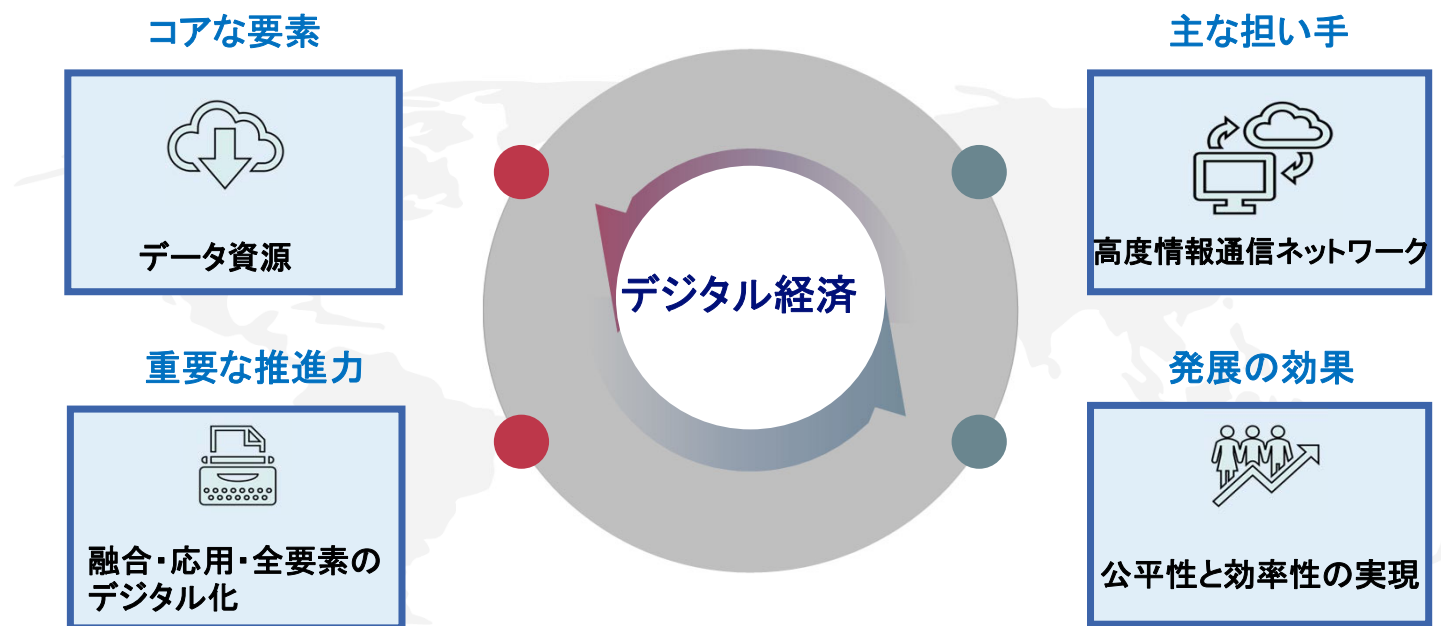 コアな要素
データ資源
重要な推進力
融合・応用・全要素の
デジタル化
デジタル経済
主な担い手
高度情報通信ネットワーク
発展の効果
公平性と効率性の実現